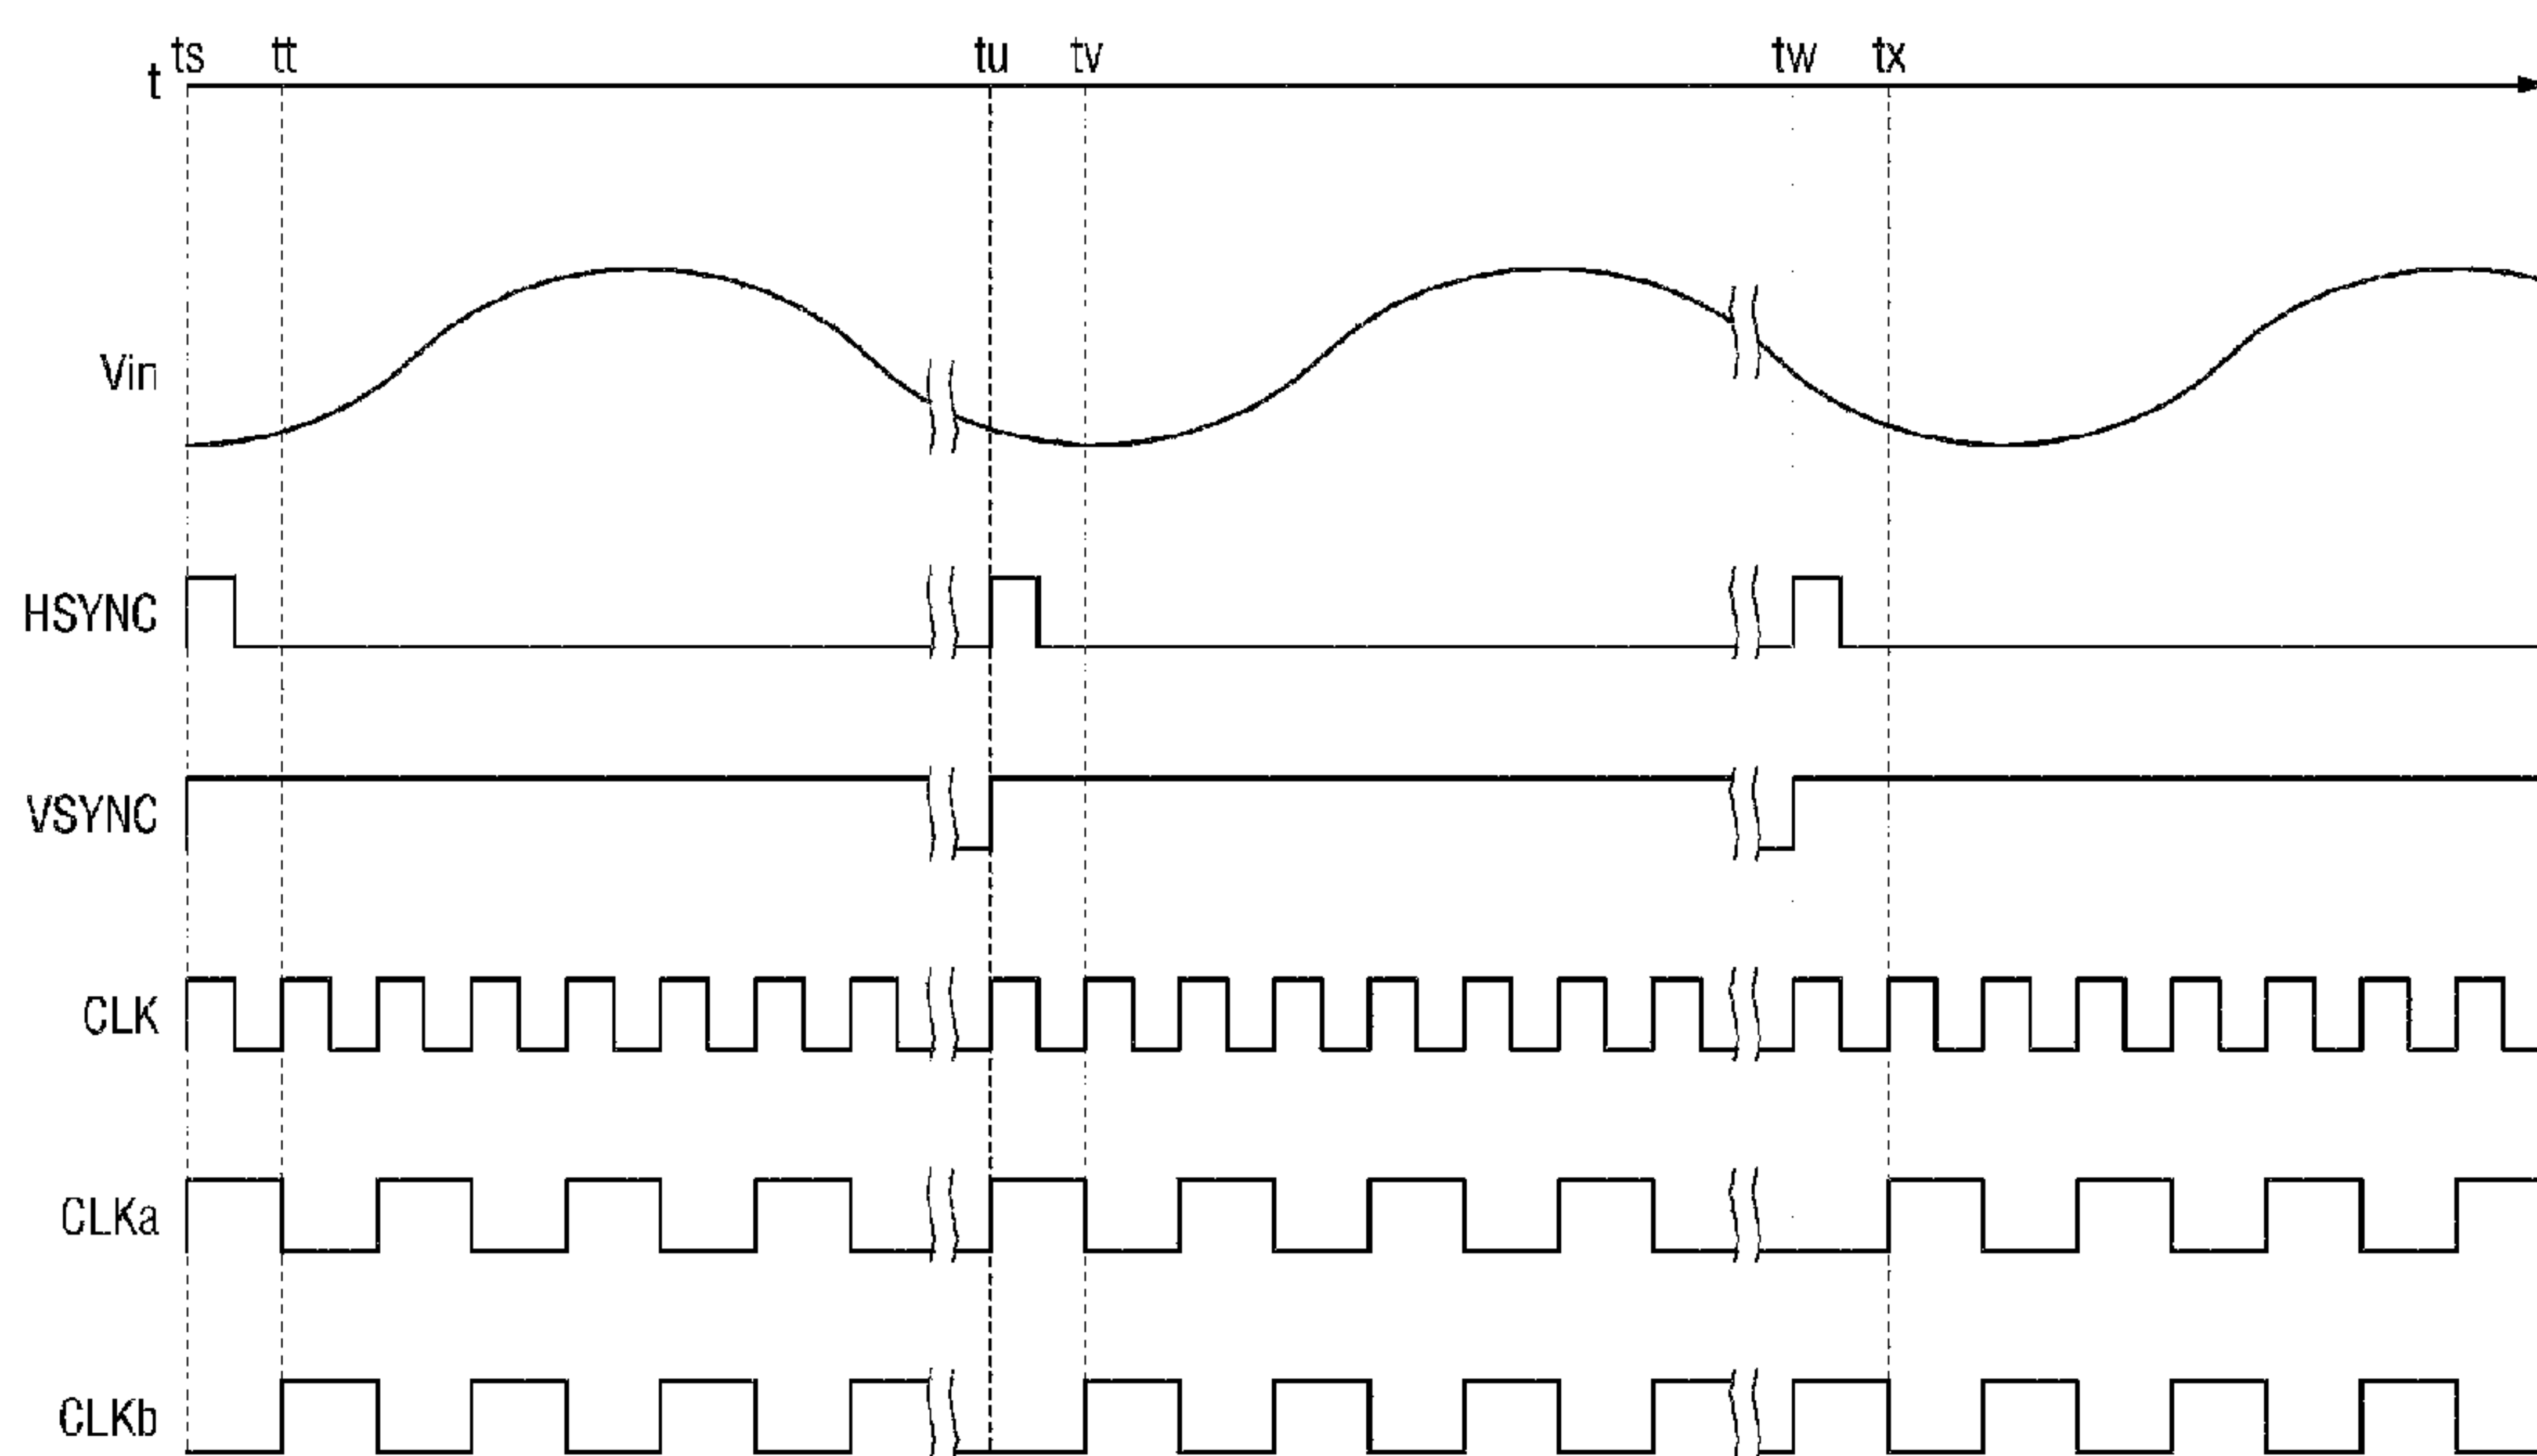 ts tt tu tv tw tx
t
Vin
HSYNC
VSYNC
CLK
CLKa
CLKb